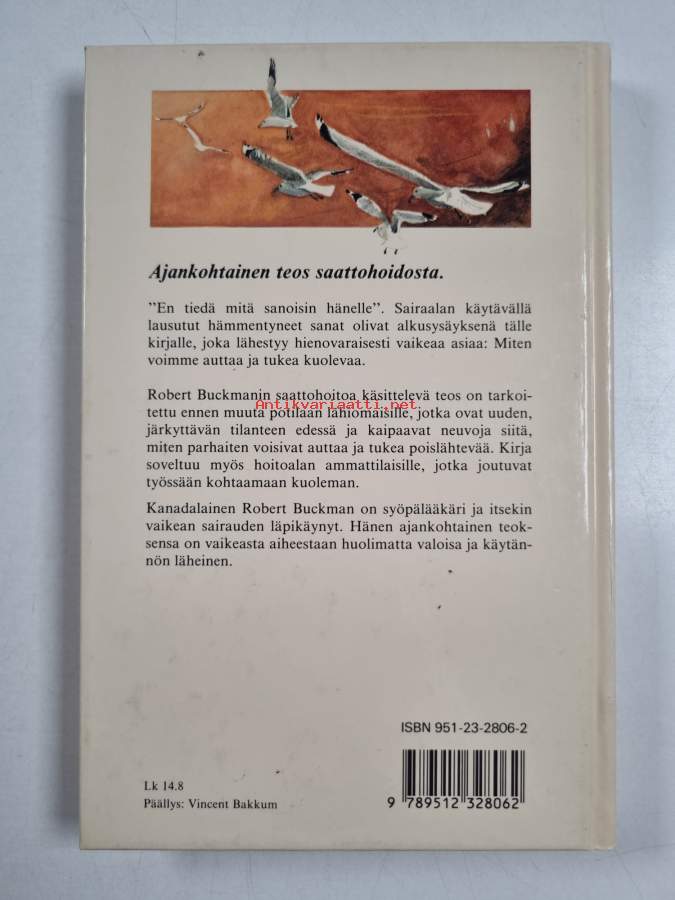 Ajankohtainen teos saattohoidosta.
"En tiedä mitä sanoisin hänelle". Sairaalan käytävällä
lausutut hämmentyneet sanat olivat alkusysäyksenä tälle
kirjalle, joka lähestyy hienovaraisesti vaikeaa asiaa: Miten
voimme auttaa ja tukea kuolevaa.
Robert Buckmanin saattohoitoa käsittelevä teos on tarkoi-
tettu ennen muuta potilaan lähiomaisille, jotka ovat uuden,
Antikvariaatti.net
järkyttävän tilanteen edessä ja kaipaavat neuvoja siitä,
miten parhaiten voisivat auttaa ja tukea poislähtevää. Kirja
soveltuu myös hoitoalan ammattilaisille, jotka joutuvat
työssään kohtaamaan kuoleman.
Kanadalainen Robert Buckman on syöpälääkäri ja itsekin
vaikean sairauden läpikäynyt. Hänen ajankohtainen teok-
sensa on vaikeasta aiheestaan huolimatta valoisa ja käytän-
nön läheinen.
ISBN 951-23-2806-2
Lk 14.8
Päällys: Vincent Bakkum
9 789512 328062